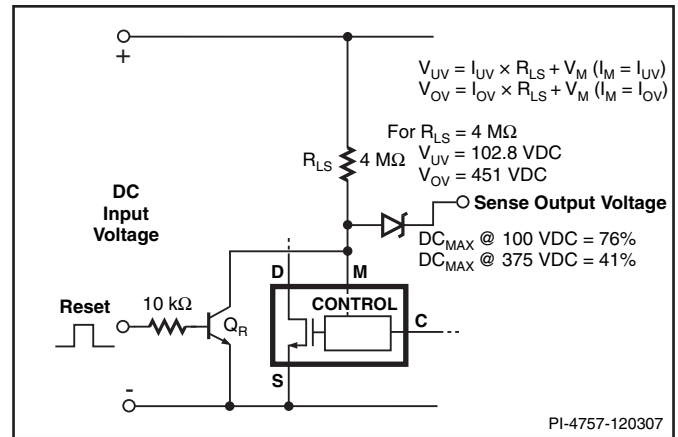 +
V_UV = I_UV × R_LS + V_M (I_M = I_UV)
V_OV = I_OV × R_LS + V_M (I_M = I_OV)
For R_LS = 4 MΩ
V_UV = 102.8 VDC
V_OV = 451 VDC
R_LS
4 MΩ
DC
Input
Voltage
Sense Output Voltage
DC_MAX @ 100 VDC = 76%
DC_MAX @ 375 VDC = 41%
D
M
CONTROL
C
Reset
10 kΩ
Q_R
S
-
PI-4757-120307